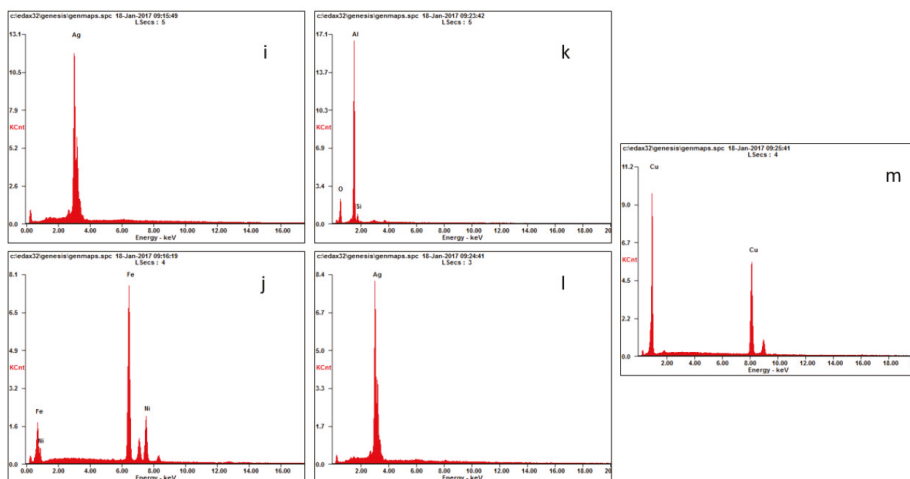 c:\edax32\genesis\genmaps.spc 18-Jan-2017 09:15:49
LSecs : 5
13.1
Ag
i
10.5
7.9
KCnt
5.2
2.6
0.0
0.00 2.00 4.00 6.00 8.00 10.00 12.00 14.00 16.00
Energy - keV
c:\edax32\genesis\genmaps.spc 18-Jan-2017 09:23:42
LSecs : 5
17.1
Al
k
13.7
10.3
KCnt
6.9
3.4
O
Si
0.0
2.00 4.00 6.00 8.00 10.00 12.00 14.00 16.00 18.00 20
Energy - keV
c:\edax32\genesis\genmaps.spc 18-Jan-2017 09:25:41
LSecs : 4
11.2
Cu
m
9.0
6.7
Cu
KCnt
4.5
2.2
0.0
2.00 4.00 6.00 8.00 10.00 12.00 14.00 16.00 18.00
Energy - keV
c:\edax32\genesis\genmaps.spc 18-Jan-2017 09:16:19
LSecs : 4
8.1
Fe
j
6.5
4.9
KCnt
3.2
1.6
Fe
Ni
Ni
0.0
0.00 2.00 4.00 6.00 8.00 10.00 12.00 14.00 16.00
Energy - keV
c:\edax32\genesis\genmaps.spc 18-Jan-2017 09:24:41
LSecs : 3
8.4
Ag
l
6.7
5.0
KCnt
3.3
1.7
0.0
2.00 4.00 6.00 8.00 10.00 12.00 14.00 16.00 18.00 20
Energy - keV